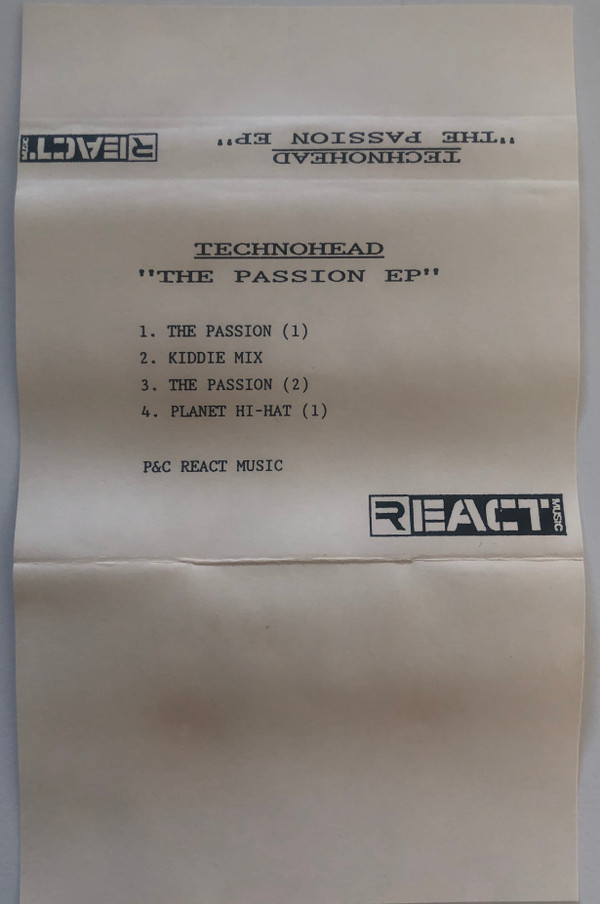 REACT MUSIC
TECHNOHEAD
"THE PASSION EP"
TECHNOHEAD
"THE PASSION EP"
1. THE PASSION (1)
2. KIDDIE MIX
3. THE PASSION (2)
4. PLANET HI-HAT (1)
P&C REACT MUSIC
REACT MUSIC